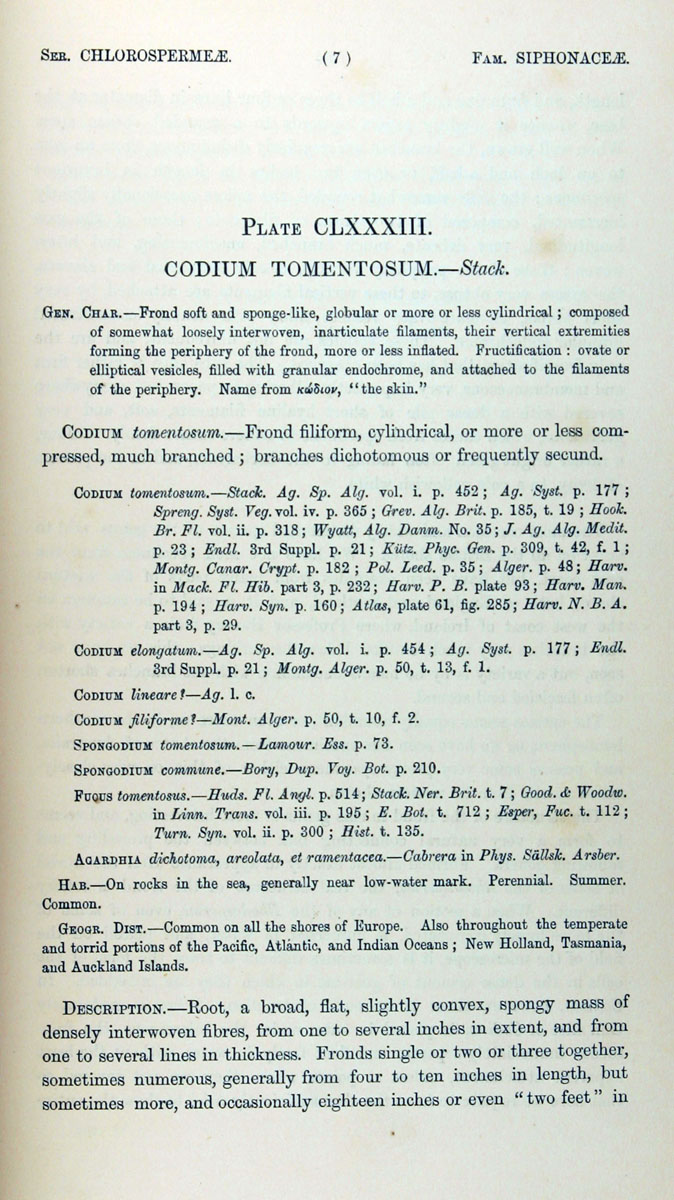 Ser. CHLOROSPERMEÆ. (7) Fam. SIPHONACEÆ.
Plate CLXXXIII.
CODIUM TOMENTOSUM.—Stack.
Gen. Char.—Frond soft and sponge-like, globular or more or less cylindrical; composed
of somewhat loosely interwoven, inarticulate filaments, their vertical extremities
forming the periphery of the frond, more or less inflated. Fructification: ovate or
elliptical vesicles, filled with granular endochrome, and attached to the filaments
of the periphery. Name from κώδιον, "the skin."
Codium tomentosum.—Frond filiform, cylindrical, or more or less com-
pressed, much branched; branches dichotomous or frequently secund.
Codium tomentosum.—Stack. Ag. Sp. Alg. vol. i. p. 452; Ag. Syst. p. 177;
Spreng. Syst. Veg. vol. iv. p. 365; Grev. Alg. Brit. p. 185, t. 19; Hook.
Br. Fl. vol. ii. p. 318; Wyatt, Alg. Danm. No. 35; J. Ag. Alg. Medit.
p. 23; Endl. 3rd Suppl. p. 21; Kütz. Phyc. Gen. p. 309, t. 42, f. 1;
Montg. Canar. Crypt. p. 182; Pol. Leed. p. 35; Alger. p. 48; Harv.
in Mack. Fl. Hib. part 3, p. 232; Harv. P. B. plate 93; Harv. Man.
p. 194; Harv. Syn. p. 160; Atlas, plate 61, fig. 285; Harv. N. B. A.
part 3, p. 29.
Codium elongatum.—Ag. Sp. Alg. vol. i. p. 454; Ag. Syst. p. 177; Endl.
3rd Suppl. p. 21; Montg. Alger. p. 50, t. 13, f. 1.
Codium lineare?—Ag. l. c.
Codium filiforme?—Mont. Alger. p. 50, t. 10, f. 2.
Spongodium tomentosum.—Lamour. Ess. p. 73.
Spongodium commune.—Bory, Dup. Voy. Bot. p. 210.
Fuqus tomentosus.—Huds. Fl. Angl. p. 514; Stack. Ner. Brit. t. 7; Good. & Woodw.
in Linn. Trans. vol. iii. p. 195; E. Bot. t. 712; Esper, Fuc. t. 112;
Turn. Syn. vol. ii. p. 300; Hist. t. 135.
Agardhia dichotoma, areolata, et ramentacea.—Cabrera in Phys. Sällsk. Arsber.
Hab.—On rocks in the sea, generally near low-water mark. Perennial. Summer.
Common.
Geogr. Dist.—Common on all the shores of Europe. Also throughout the temperate
and torrid portions of the Pacific, Atlantic, and Indian Oceans; New Holland, Tasmania,
and Auckland Islands.
Description.—Root, a broad, flat, slightly convex, spongy mass of
densely interwoven fibres, from one to several inches in extent, and from
one to several lines in thickness. Fronds single or two or three together,
sometimes numerous, generally from four to ten inches in length, but
sometimes more, and occasionally eighteen inches or even "two feet" in